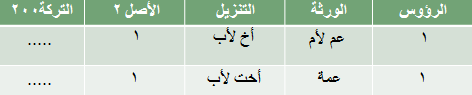 الرؤوس الورثة التنزيل الأصل ٢ التركة ٢٠٠
١ عم لأم أخ لأب ١ .....
١ عمة أخت لأب ١ .....